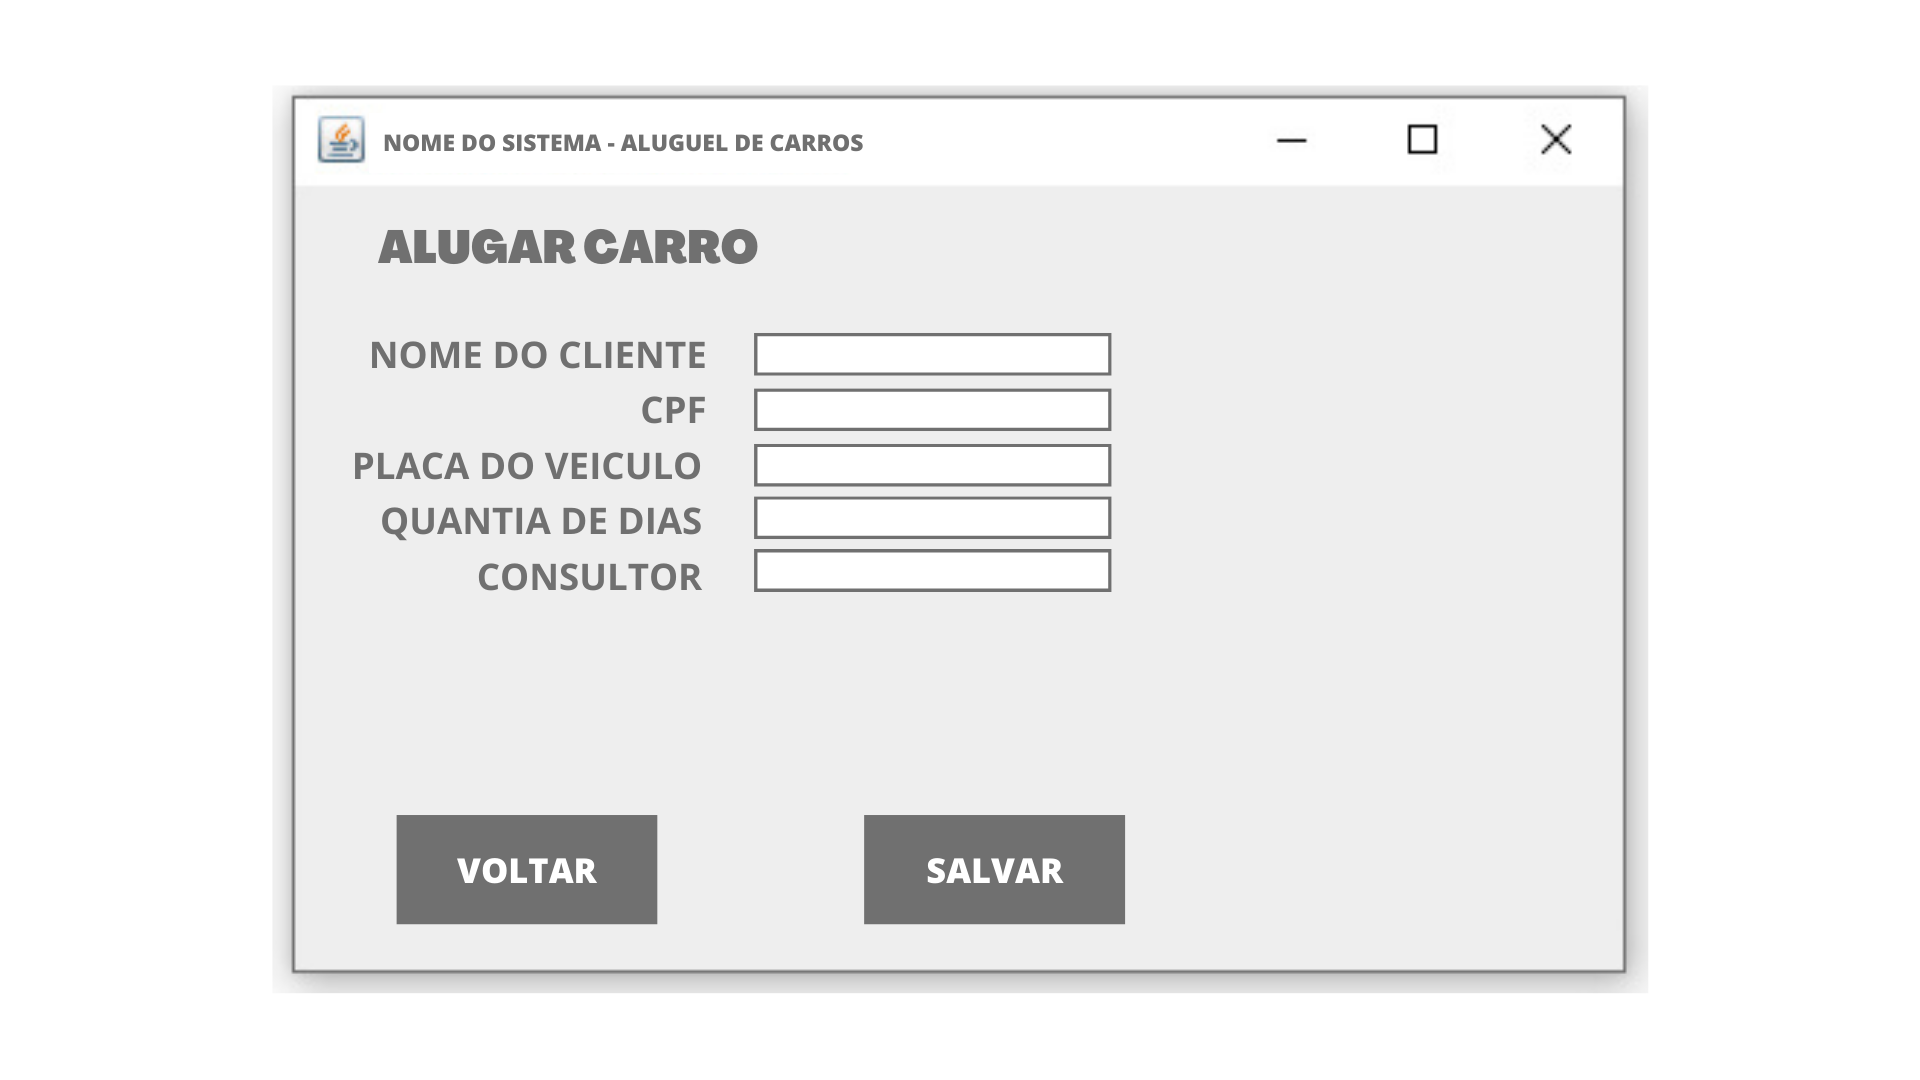 NOME DO SISTEMA - ALUGUEL DE CARROS
ALUGAR CARRO
NOME DO CLIENTE
CPF
PLACA DO VEICULO
QUANTIA DE DIAS
CONSULTOR
VOLTAR
SALVAR